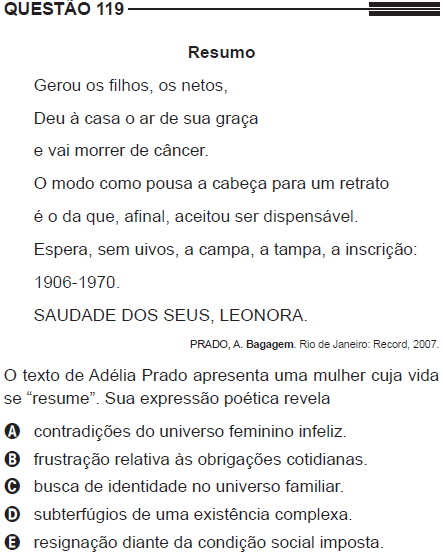 QUESTÃO 119
Resumo
Gerou os filhos, os netos,
Deu à casa o ar de sua graça
e vai morrer de câncer.
O modo como pousa a cabeça para um retrato
é o da que, afinal, aceitou ser dispensável.
Espera, sem uivos, a campa, a tampa, a inscrição:
1906-1970.
SAUDADE DOS SEUS, LEONORA.
PRADO, A. Bagagem. Rio de Janeiro: Record, 2007.
O texto de Adélia Prado apresenta uma mulher cuja vida
se “resume”. Sua expressão poética revela
A contradições do universo feminino infeliz.
B frustração relativa às obrigações cotidianas.
C busca de identidade no universo familiar.
D subterfúgios de uma existência complexa.
E resignação diante da condição social imposta.